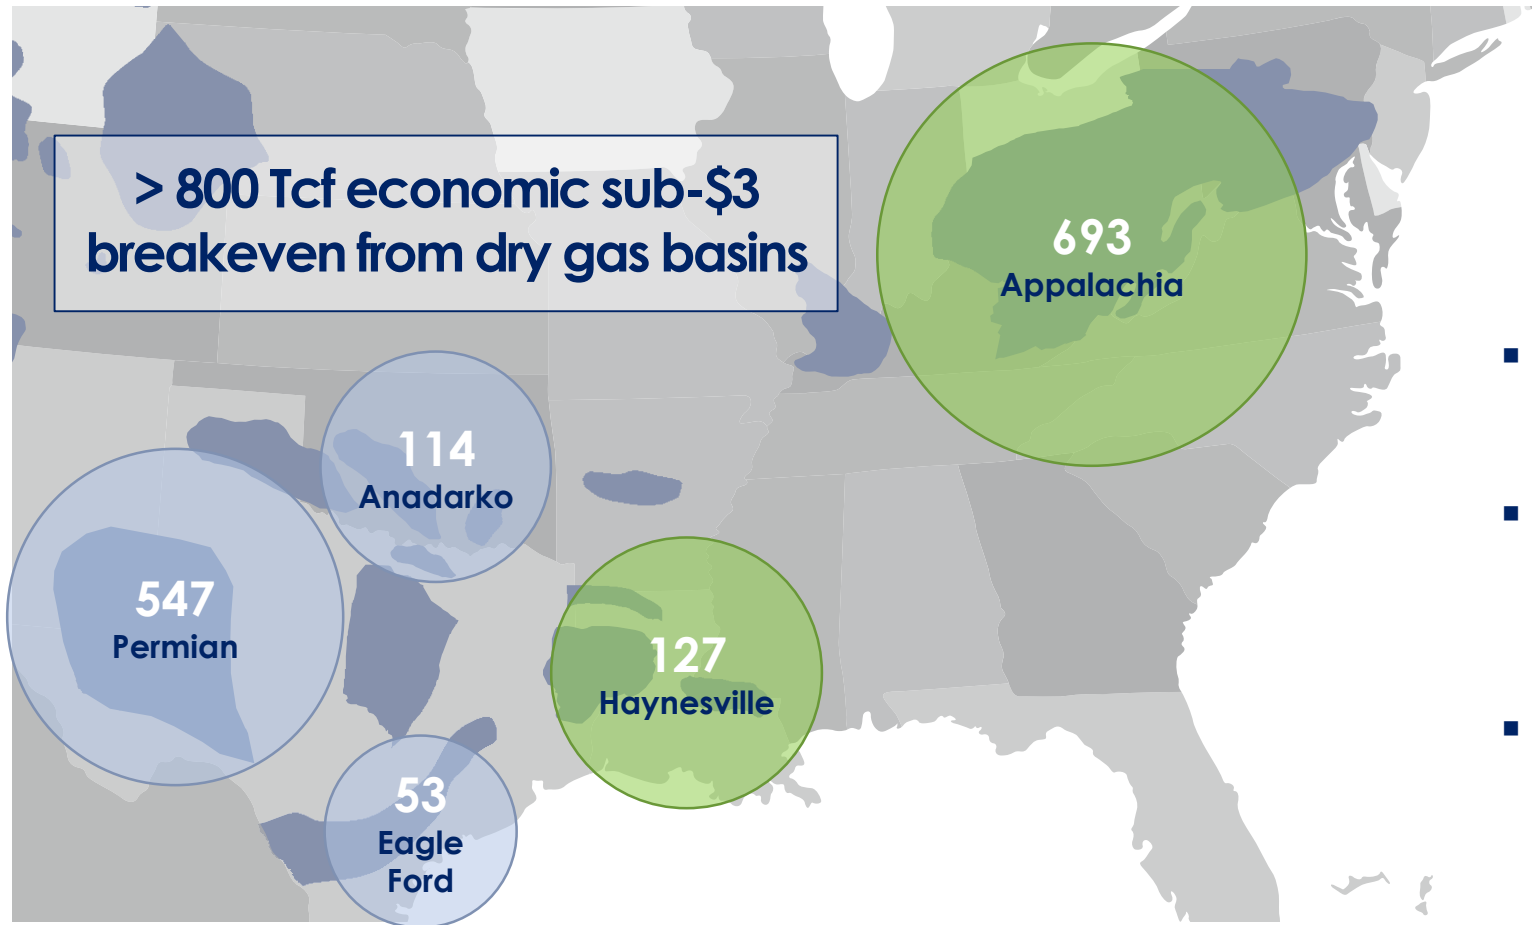 > 800 Tcf economic sub-$3
breakeven from dry gas basins
693
Appalachia
114
Anadarko
547
Permian
127
Haynesville
53
Eagle
Ford